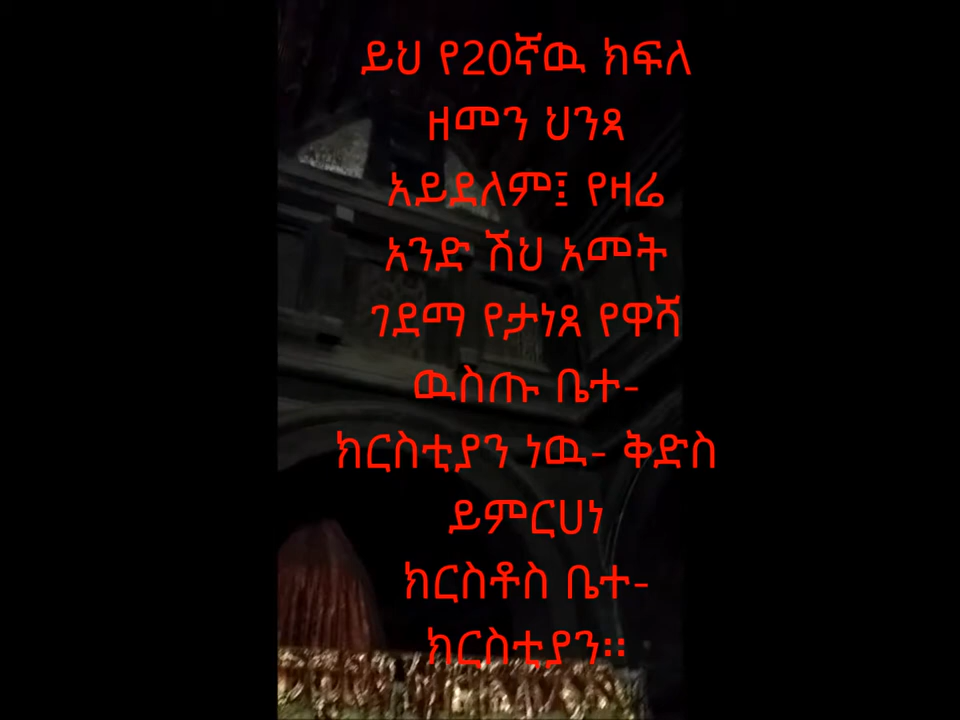 ይህ የ20ኛዉ ክፍለ
ዘመን ህንጻ
አይደለም፤ የዛሬ
አንድ ሽህ አመት
ገደማ የታነጸ የዋሻ
ዉስጡ ቤተ-
ክርስቲያን ነዉ- ቅድስ
ይምርሀነ
ክርስቶስ ቤተ-
ክርስቲያን፡፡